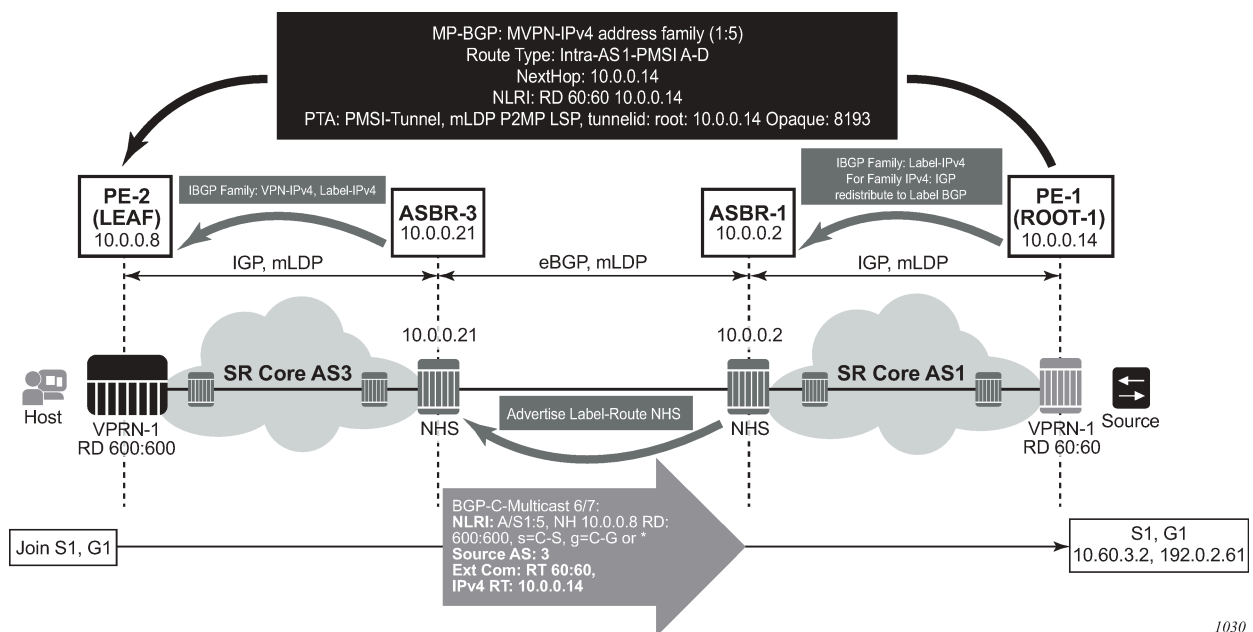 MP-BGP: MVPN-IPv4 address family (1:5)
Route Type: Intra-AS1-PMSI A-D
NextHop: 10.0.0.14
NLRI: RD 60:60 10.0.0.14
PTA: PMSI-Tunnel, mLDP P2MP LSP, tunnelid: root: 10.0.0.14 Opaque: 8193
PE-2
(LEAF)
10.0.0.8
IBGP Family: VPN-IPv4, Label-IPv4
ASBR-3
10.0.0.21
ASBR-1
10.0.0.2
IBGP Family: Label-IPv4
For Family IPv4: IGP
redistribute to Label BGP
PE-1
(ROOT-1)
10.0.0.14
IGP, mLDP
eBGP, mLDP
IGP, mLDP
10.0.0.21
10.0.0.2
Host
SR Core AS3
SR Core AS1
Source
VPRN-1
RD 600:600
NHS
Advertise Label-Route NHS
NHS
VPRN-1
RD 60:60
Join S1, G1
BGP-C-Multicast 6/7:
NLRI: A/S1:5, NH 10.0.0.8 RD:
600:600, s=C-S, g=C-G or *
Source AS: 3
Ext Com: RT 60:60,
IPv4 RT: 10.0.0.14
S1, G1
10.60.3.2, 192.0.2.61
1030